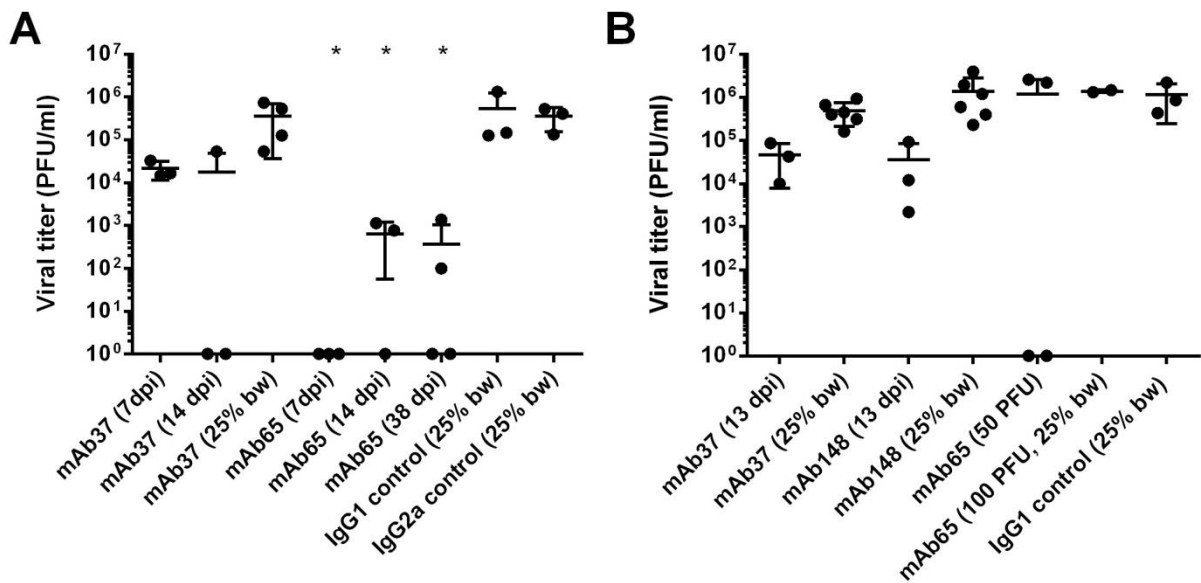 A
Viral titer (PFU/ml)
10^7
10^6
10^5
10^4
10^3
10^2
10^1
10^0
* * *
mAb37 (7dpi)
mAb37 (14 dpi)
mAb37 (25% bw)
mAb65 (7dpi)
mAb65 (14 dpi)
mAb65 (38 dpi)
IgG1 control (25% bw)
IgG2a control (25% bw)
B
Viral titer (PFU/ml)
10^7
10^6
10^5
10^4
10^3
10^2
10^1
10^0
mAb37 (13 dpi)
mAb37 (25% bw)
mAb148 (13 dpi)
mAb148 (25% bw)
mAb65 (50 PFU)
mAb65 (100 PFU, 25% bw)
IgG1 control (25% bw)